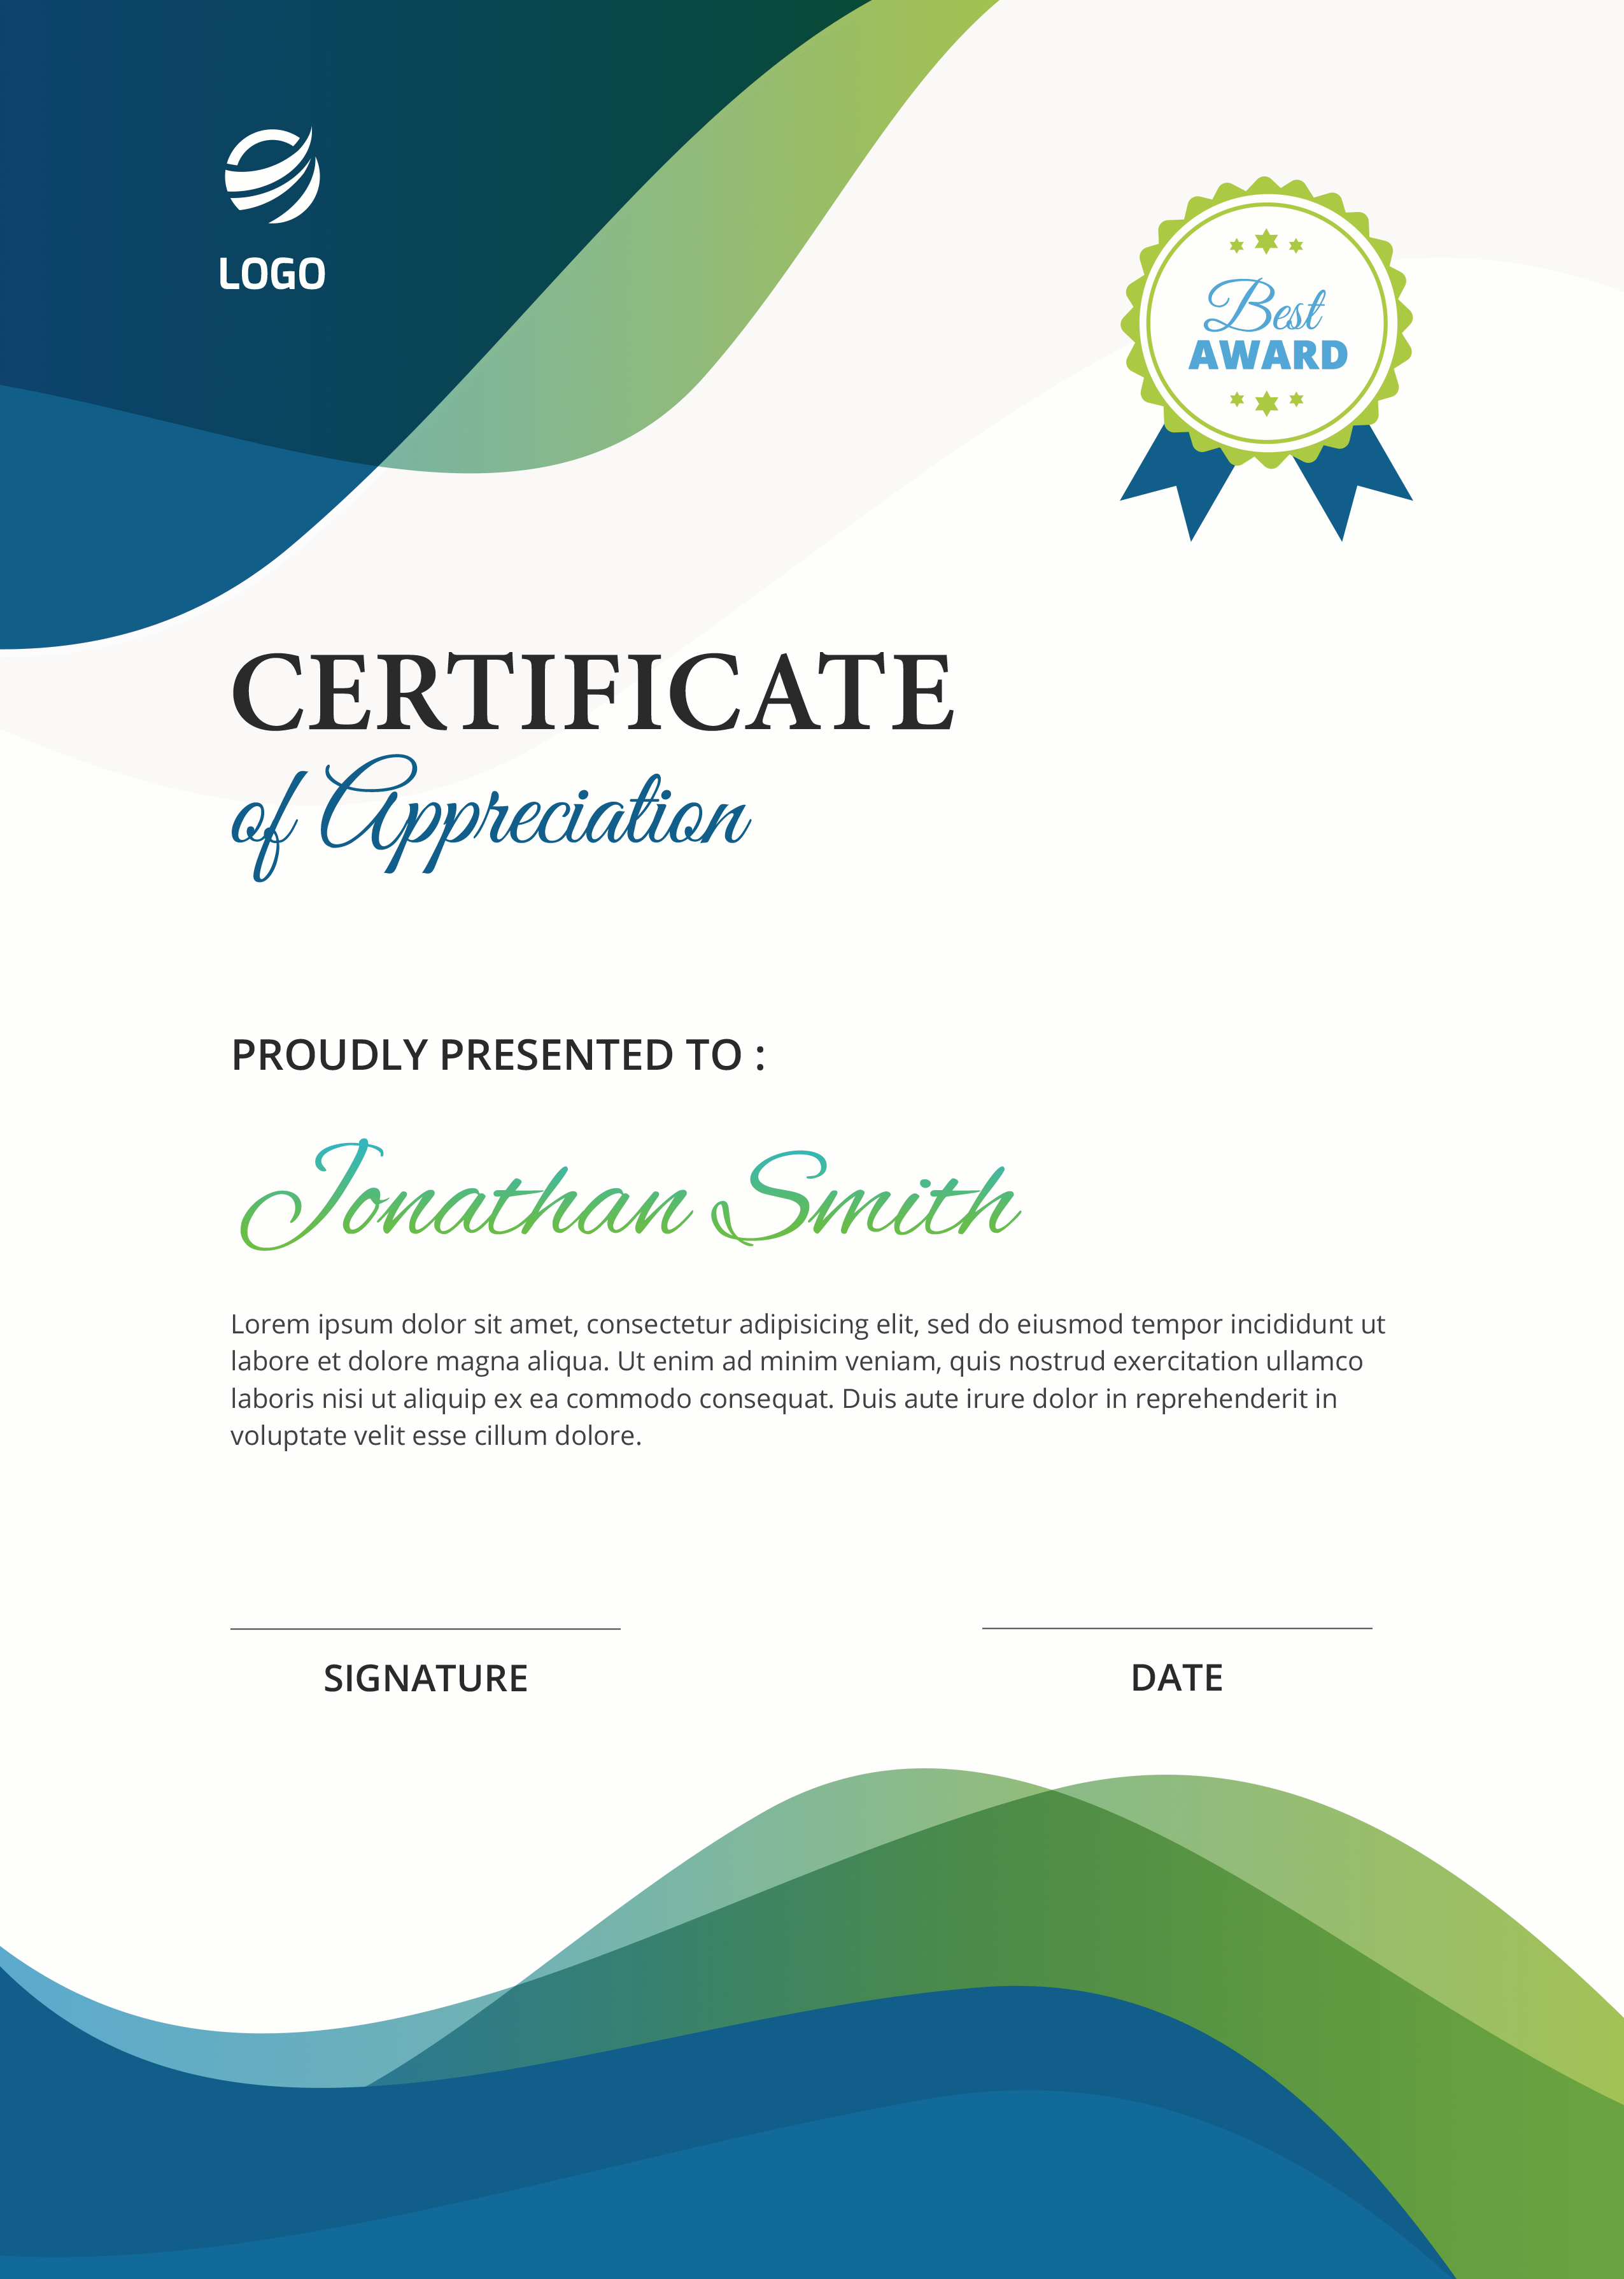 LOGO
Best
AWARD
CERTIFICATE
of Appreciation
PROUDLY PRESENTED TO :
Jonathan Smith
Lorem ipsum dolor sit amet, consectetur adipisicing elit, sed do eiusmod tempor incididunt ut
labore et dolore magna aliqua. Ut enim ad minim veniam, quis nostrud exercitation ullamco
laboris nisi ut aliquip ex ea commodo consequat. Duis aute irure dolor in reprehenderit in
voluptate velit esse cillum dolore.
SIGNATURE
DATE